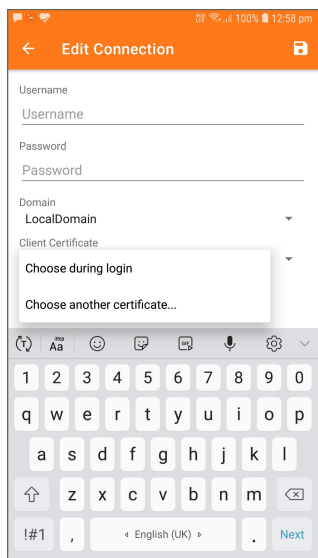 100% 12:58 pm
Edit Connection
Username
Username
Password
Password
Domain
LocalDomain
Client Certificate
Choose during login
Choose another certificate...
T Aa GIF
1 2 3 4 5 6 7 8 9 0
q w e r t y u i o p
a s d f g h j k l
z x c v b n m
!#1 , English (UK) . Next